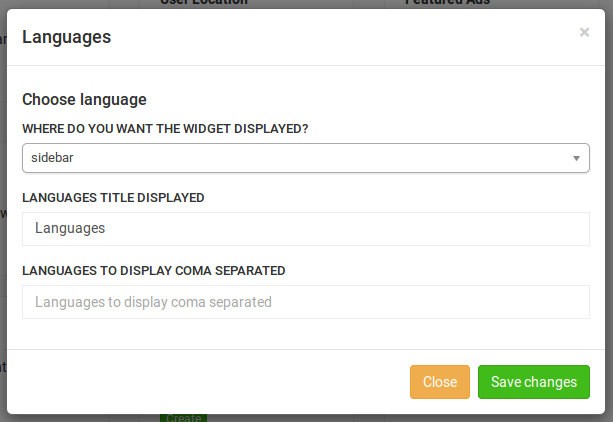 User Location
Featured Ads
Languages
×
Choose language
WHERE DO YOU WANT THE WIDGET DISPLAYED?
sidebar
LANGUAGES TITLE DISPLAYED
Languages
LANGUAGES TO DISPLAY COMA SEPARATED
Languages to display coma separated
Close
Save changes
Create